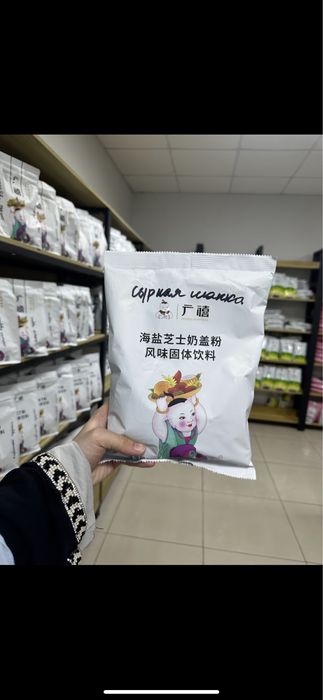 Сырная шапка
广禧
海盐芝士奶盖粉
风味固体饮料